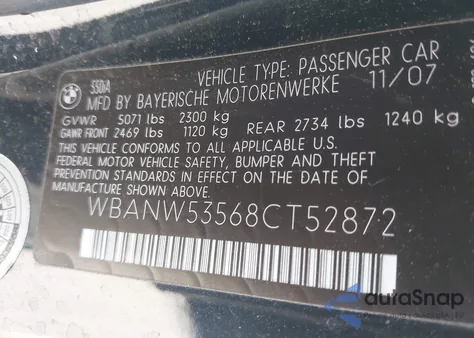 BMW
VEHICLE TYPE: PASSENGER CAR
MFD BY BAYERISCHE MOTORENWERKE 11/07
GVWR 5071 lbs 2300 kg
GAWR FRONT 2469 lbs 1120 kg REAR 2734 lbs 1240 kg
THIS VEHICLE CONFORMS TO ALL APPLICABLE U.S.
FEDERAL MOTOR VEHICLE SAFETY, BUMPER AND THEFT
PREVENTION STANDARDS IN EFFECT ON THE DATE OF
MANUFACTURE SHOWN ABOVE.
WBANW53568CT52872
autoSnap